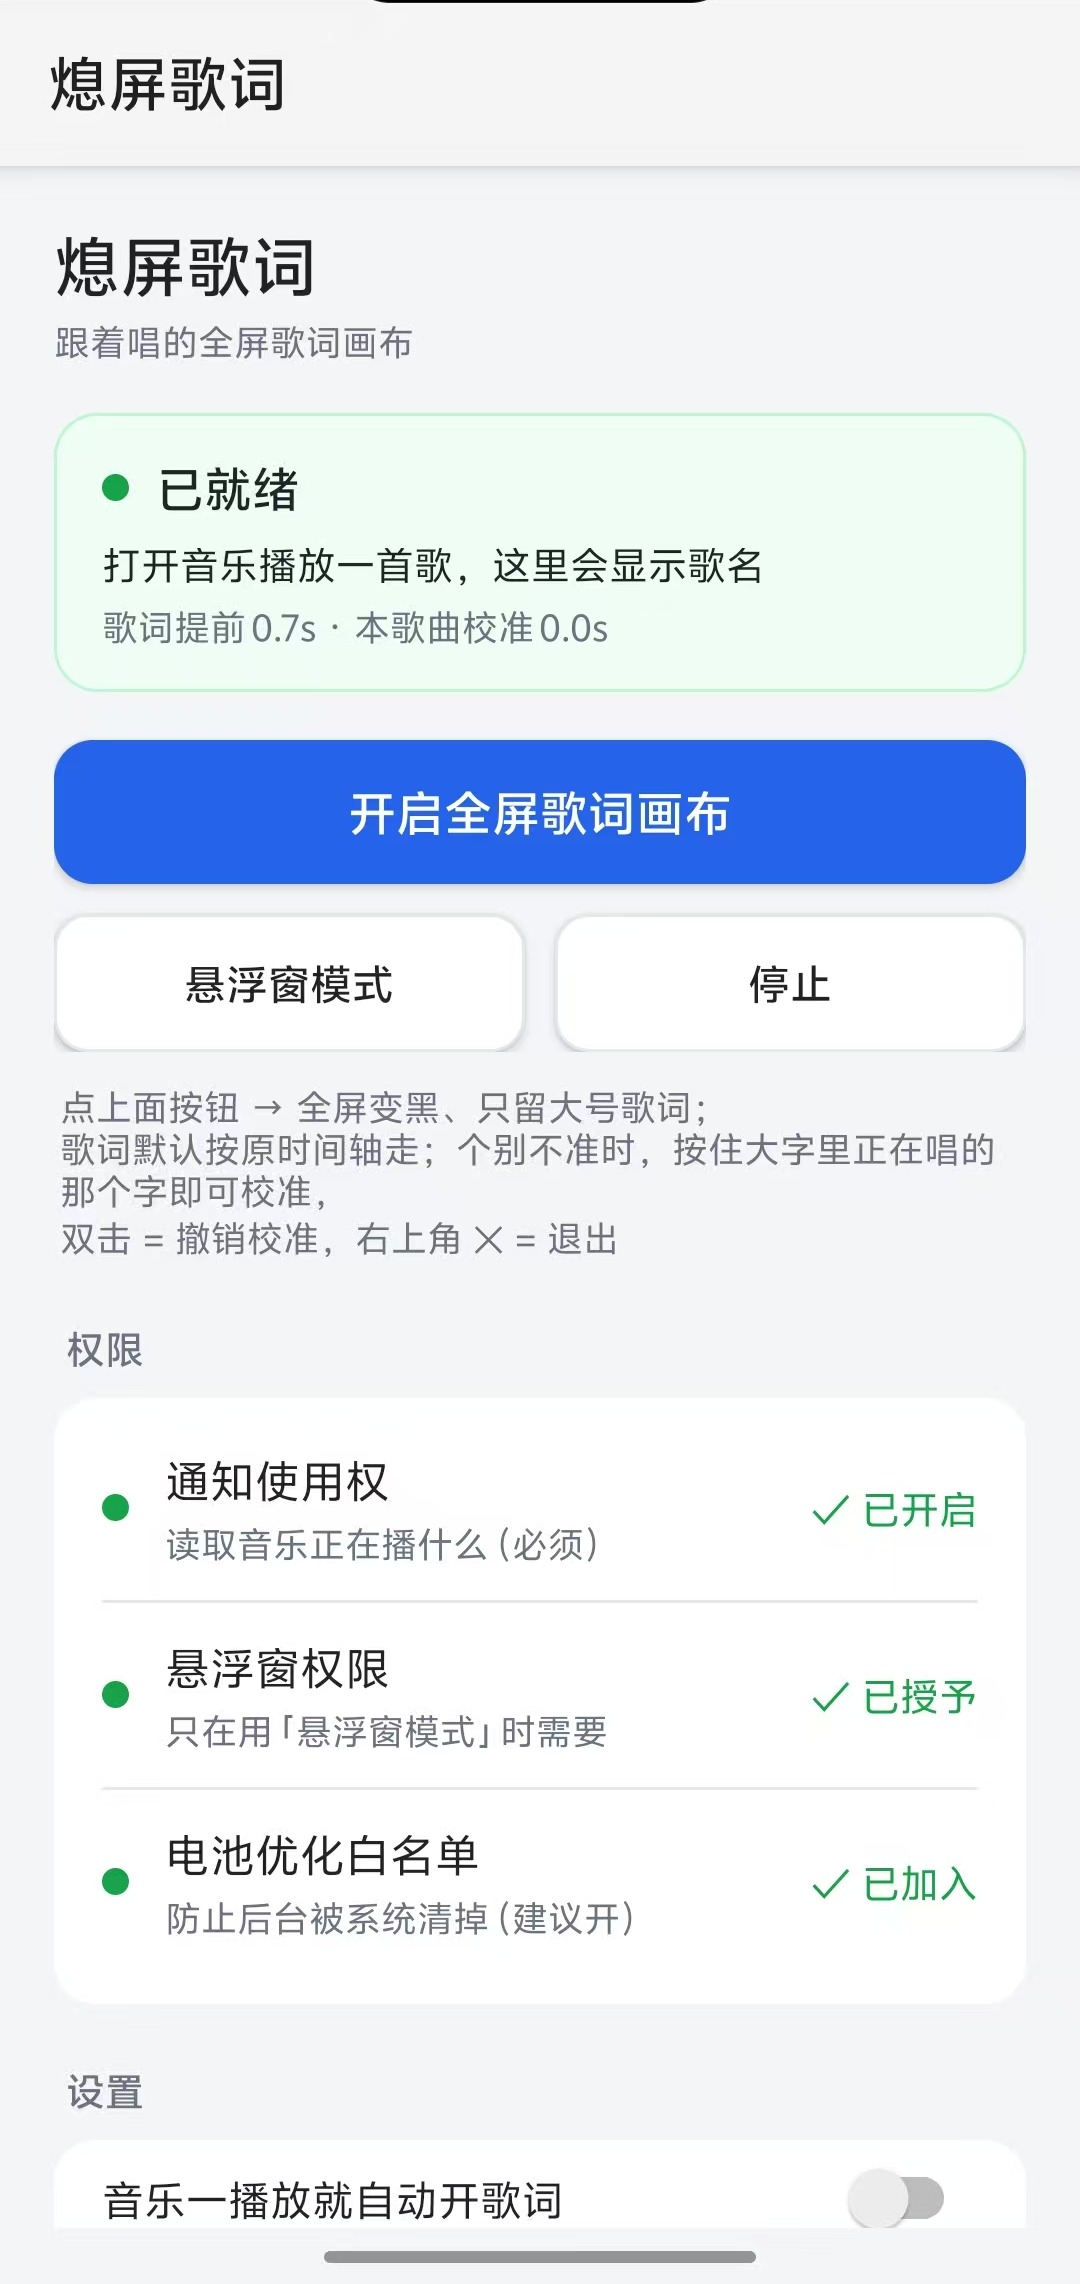 熄屏歌词
熄屏歌词
跟着唱的全屏歌词画布
已就绪
打开音乐播放一首歌，这里会显示歌名
歌词提前 0.7s · 本歌曲校准 0.0s
开启全屏歌词画布
悬浮窗模式
停止
点上面按钮 → 全屏变黑、只留大号歌词；
歌词默认按原时间轴走；个别不准时，按住大字里正在唱的
那个字即可校准，
双击 = 撤销校准，右上角 ✕ = 退出
权限
通知使用权
读取音乐正在播什么（必须）
✓ 已开启
悬浮窗权限
只在用「悬浮窗模式」时需要
✓ 已授予
电池优化白名单
防止后台被系统清掉（建议开）
✓ 已加入
设置
音乐一播放就自动开歌词